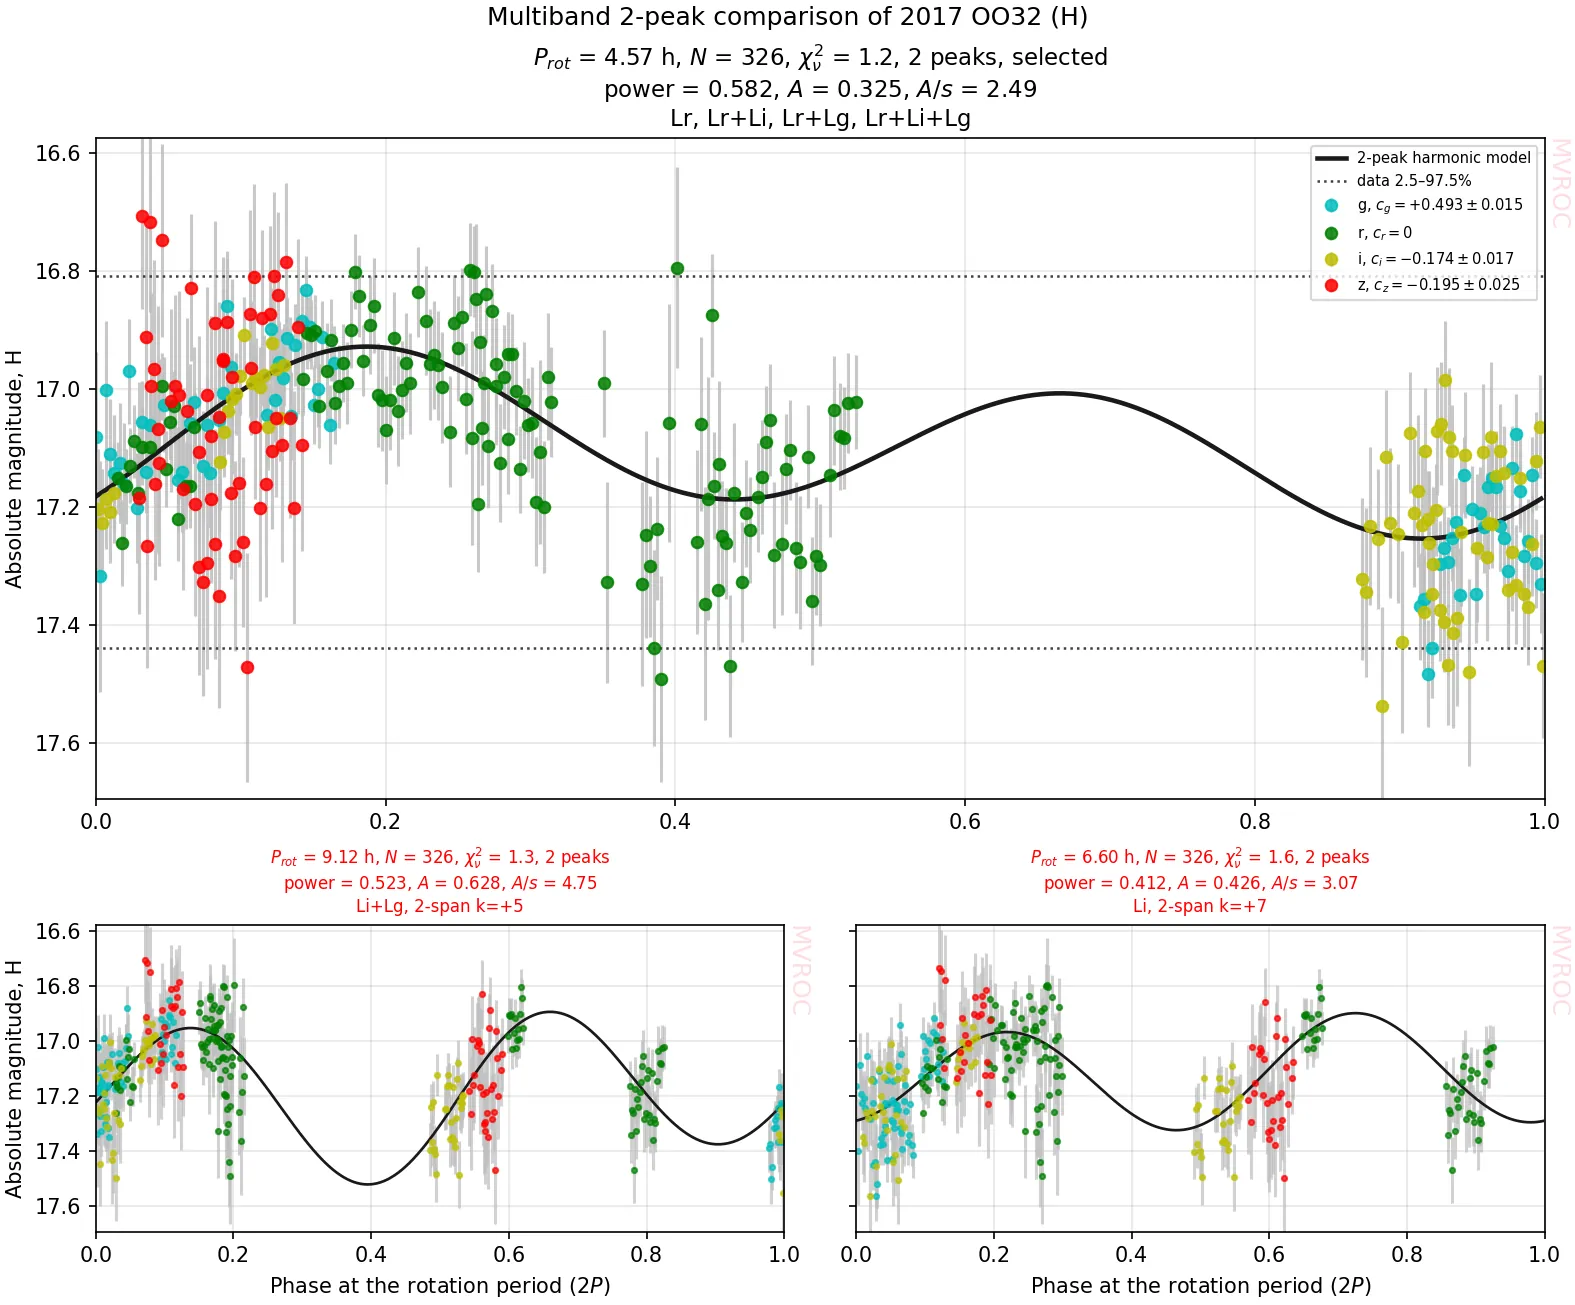 Multiband 2-peak comparison of 2017 OO32 (H)
P_rot = 4.57 h, N = 326, χ²_ν = 1.2, 2 peaks, selected
power = 0.582, A = 0.325, A/s = 2.49
Lr, Lr+Li, Lr+Lg, Lr+Li+Lg
Absolute magnitude, H
16.6
16.8
17.0
17.2
17.4
17.6
2-peak harmonic model
data 2.5–97.5%
g, c_g = +0.493 ± 0.015
r, c_r = 0
i, c_i = −0.174 ± 0.017
z, c_z = −0.195 ± 0.025
MVROC
0.0 0.2 0.4 0.6 0.8 1.0
P_rot = 9.12 h, N = 326, χ²_ν = 1.3, 2 peaks
power = 0.523, A = 0.628, A/s = 4.75
Li+Lg, 2-span k=+5
Absolute magnitude, H
16.6
16.8
17.0
17.2
17.4
17.6
MVROC
0.0 0.2 0.4 0.6 0.8 1.0
Phase at the rotation period (2P)
P_rot = 6.60 h, N = 326, χ²_ν = 1.6, 2 peaks
power = 0.412, A = 0.426, A/s = 3.07
Li, 2-span k=+7
MVROC
0.0 0.2 0.4 0.6 0.8 1.0
Phase at the rotation period (2P)